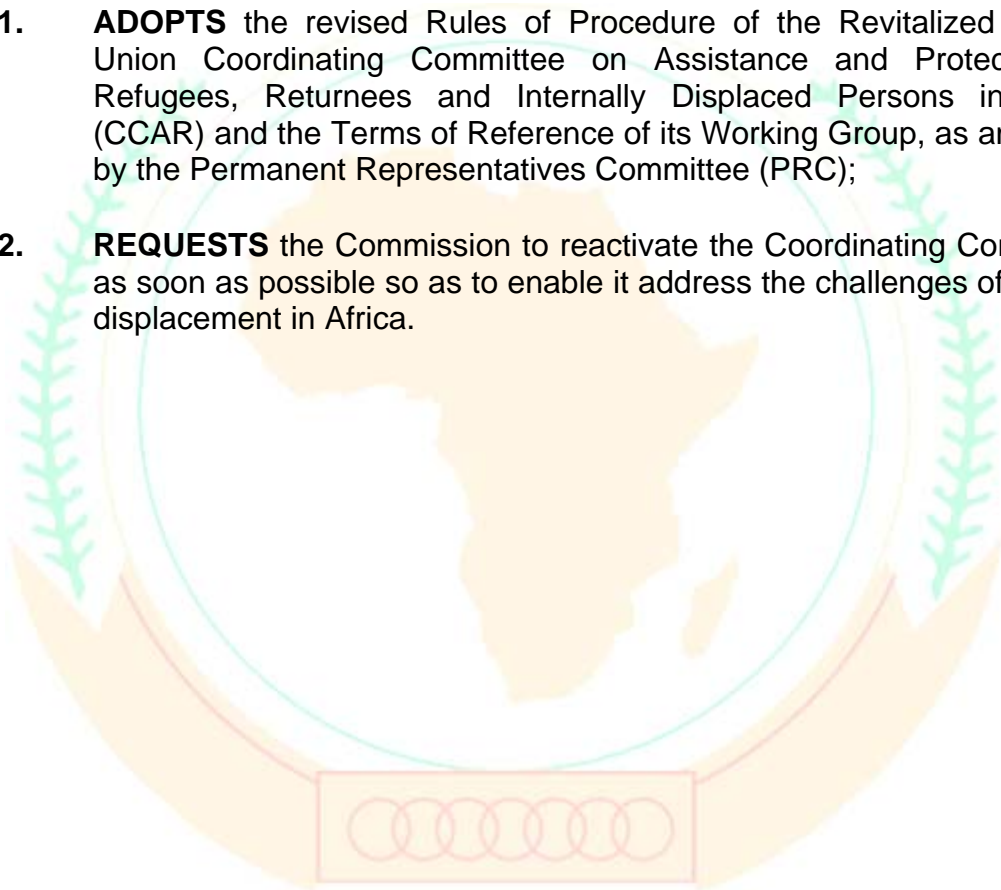 1. ADOPTS the revised Rules of Procedure of the Revitalized
Union Coordinating Committee on Assistance and
Refugees, Returnees and Internally Displaced Persons in
(CCAR) and the Terms of Reference of its Working Group, as
by the Permanent Representatives Committee (PRC);
2. REQUESTS the Commission to reactivate the Coordinating
as soon as possible so as to enable it address the challenges of
displacement in Africa.